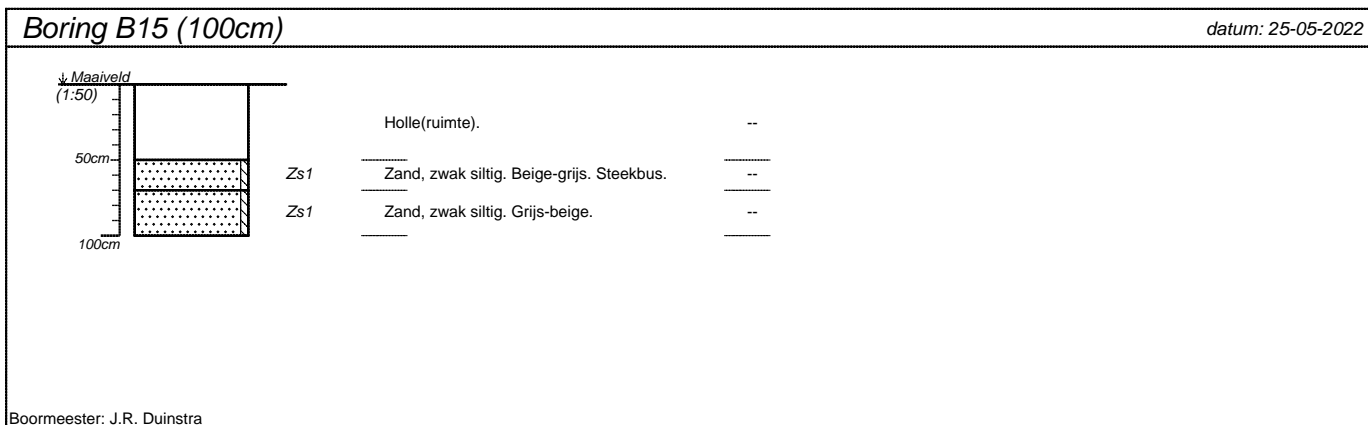 Boring B15 (100cm) datum: 25-05-2022
Maaiveld
(1:50)
Holle(ruimte). --
50cm
Zs1 Zand, zwak siltig. Beige-grijs. Steekbus. --
Zs1 Zand, zwak siltig. Grijs-beige. --
100cm
Boormeester: J.R. Duinstra